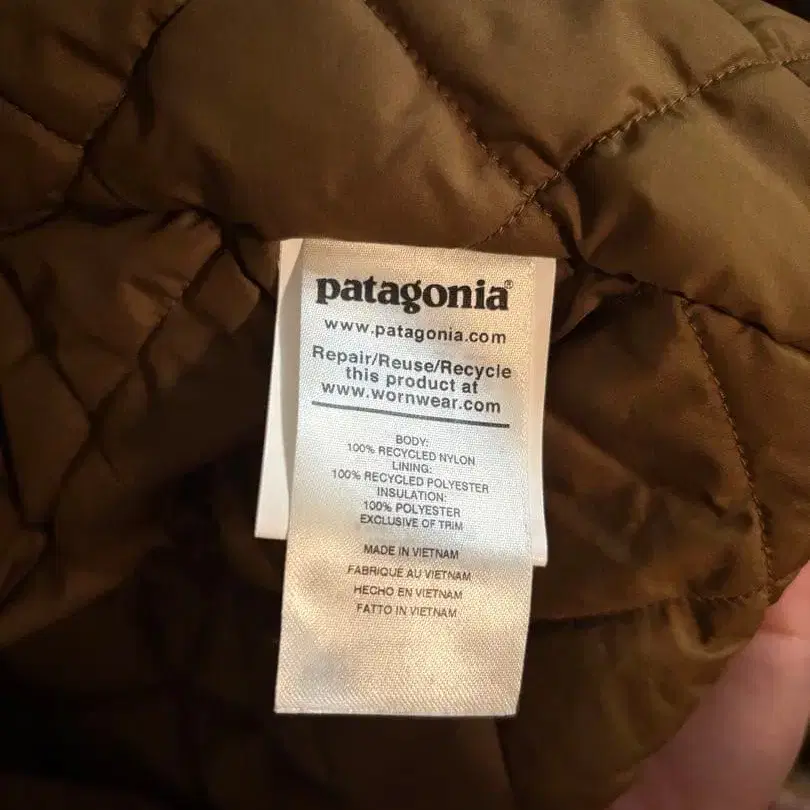 patagonia®
www.patagonia.com
Repair/Reuse/Recycle
this product at
www.wornwear.com
BODY:
100% RECYCLED NYLON
LINING:
100% RECYCLED POLYESTER
INSULATION:
100% POLYESTER
EXCLUSIVE OF TRIM
MADE IN VIETNAM
FABRIQUÉ AU VIETNAM
HECHO EN VIETNAM
FATTO IN VIETNAM